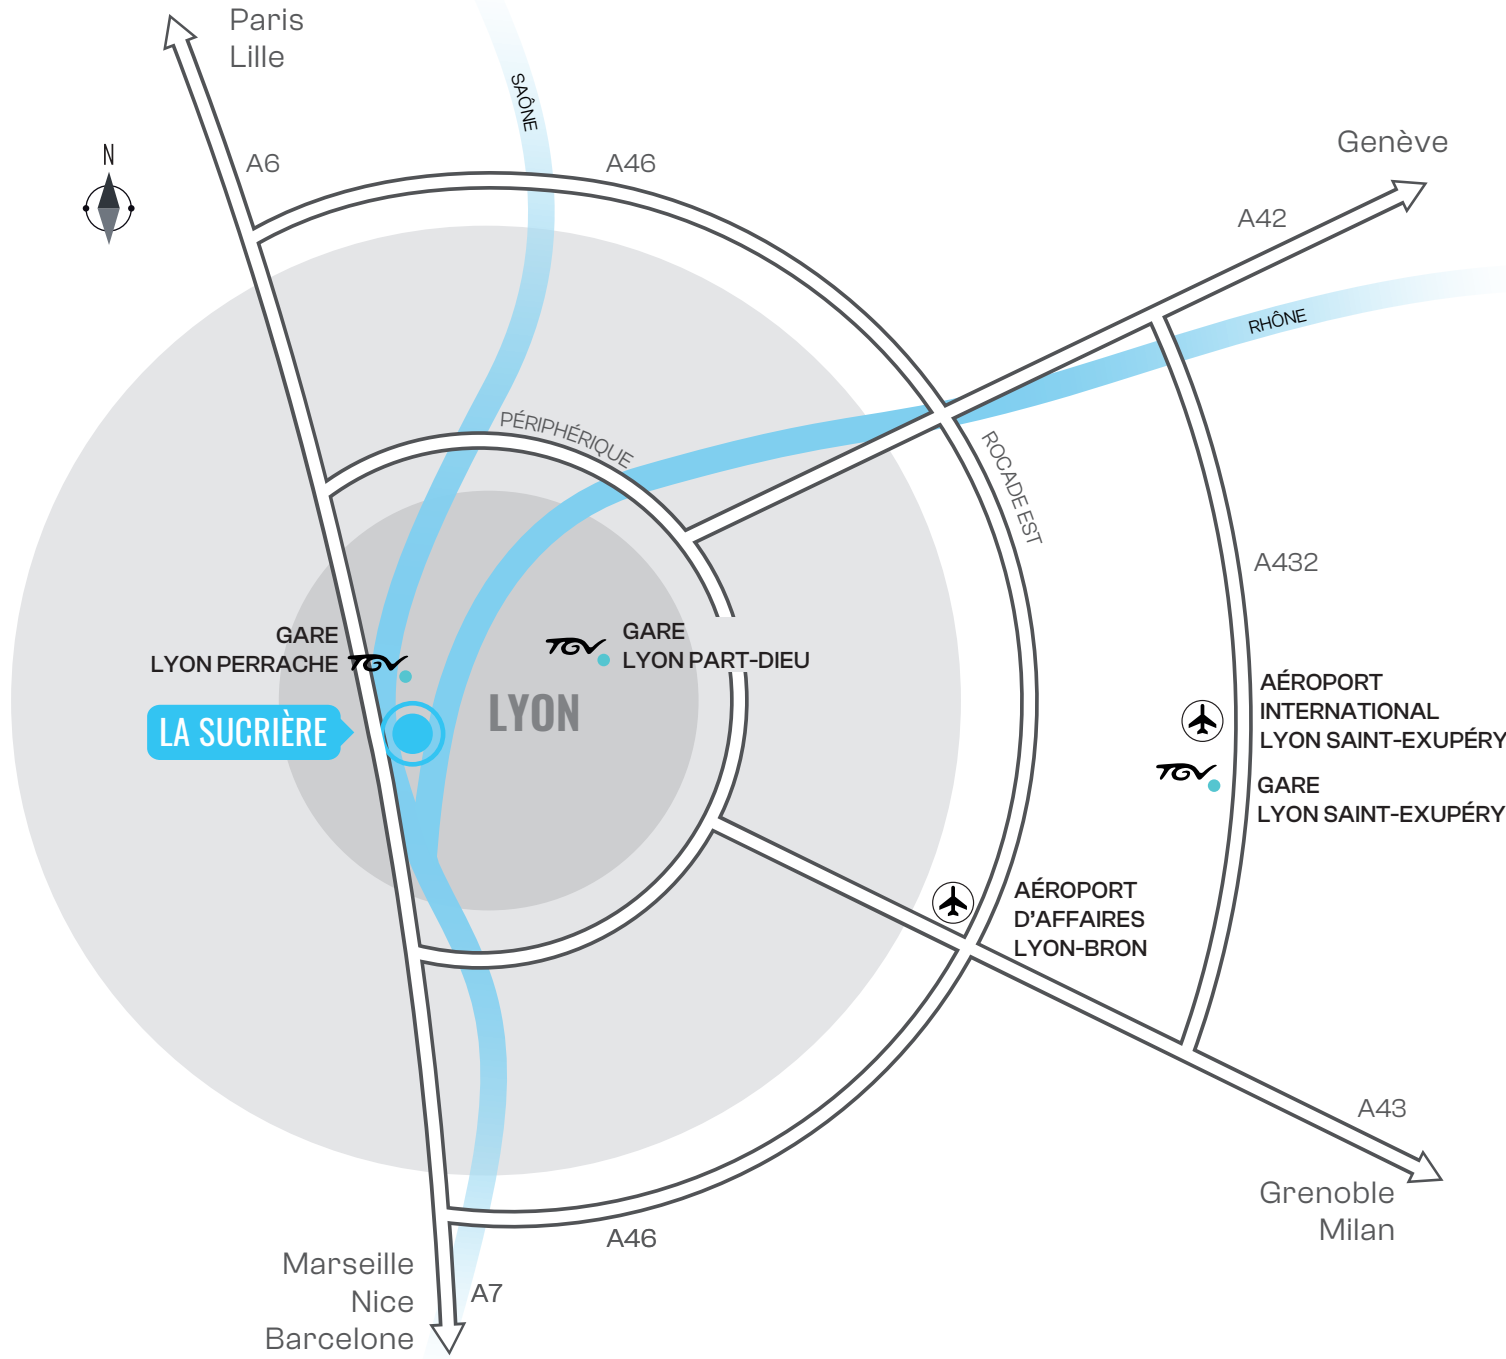 Paris
Lille
SAÔNE
N
A6
A46
Genève
A42
RHÔNE
PÉRIPHÉRIQUE
ROCADE EST
A432
GARE
LYON PERRACHE
TGV
TGV
GARE
LYON PART-DIEU
LA SUCRIÈRE
LYON
AÉROPORT
INTERNATIONAL
LYON SAINT-EXUPÉRY
TGV
GARE
LYON SAINT-EXUPÉRY
AÉROPORT
D'AFFAIRES
LYON-BRON
A43
Grenoble
Milan
A46
Marseille
Nice
Barcelone
A7